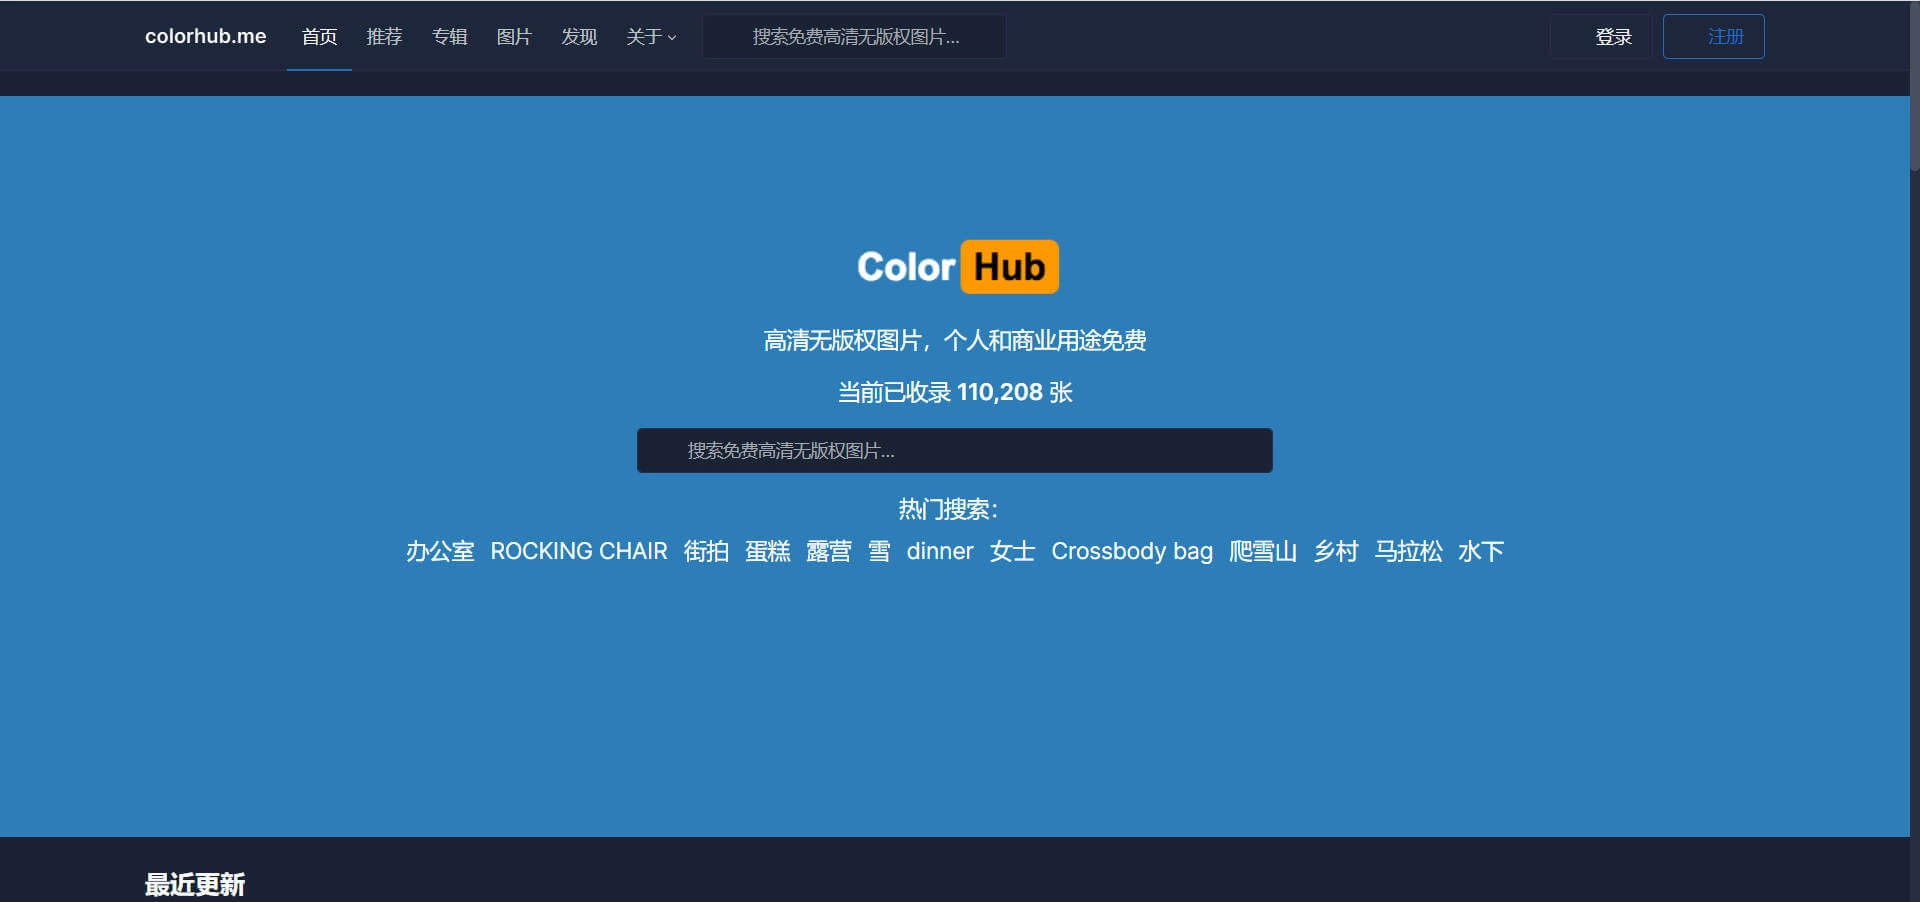 colorhub.me 首页 推荐 专辑 图片 发现 关于 搜索免费高清无版权图片... 登录 注册
Color Hub
高清无版权图片，个人和商业用途免费
当前已收录 110,208 张
搜索免费高清无版权图片...
热门搜索：
办公室 ROCKING CHAIR 街拍 蛋糕 露营 雪 dinner 女士 Crossbody bag 爬雪山 乡村 马拉松 水下
最近更新